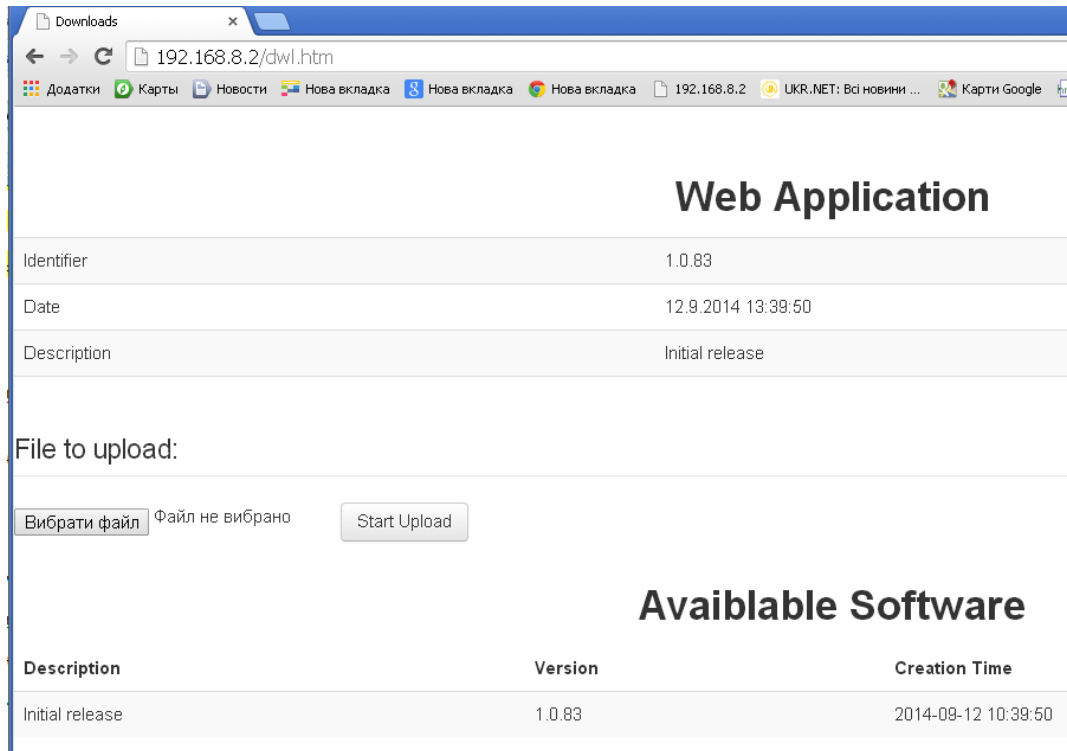 Downloads
192.168.8.2/dwl.htm
Додатки Карты Новости Нова вкладка Нова вкладка Нова вкладка 192.168.8.2 UKR.NET: Всі новини ... Карти Google
Web Application
Identifier 1.0.83
Date 12.9.2014 13:39:50
Description Initial release
File to upload:
Вибрати файл Файл не вибрано Start Upload
Avaiblable Software
Description Version Creation Time
Initial release 1.0.83 2014-09-12 10:39:50